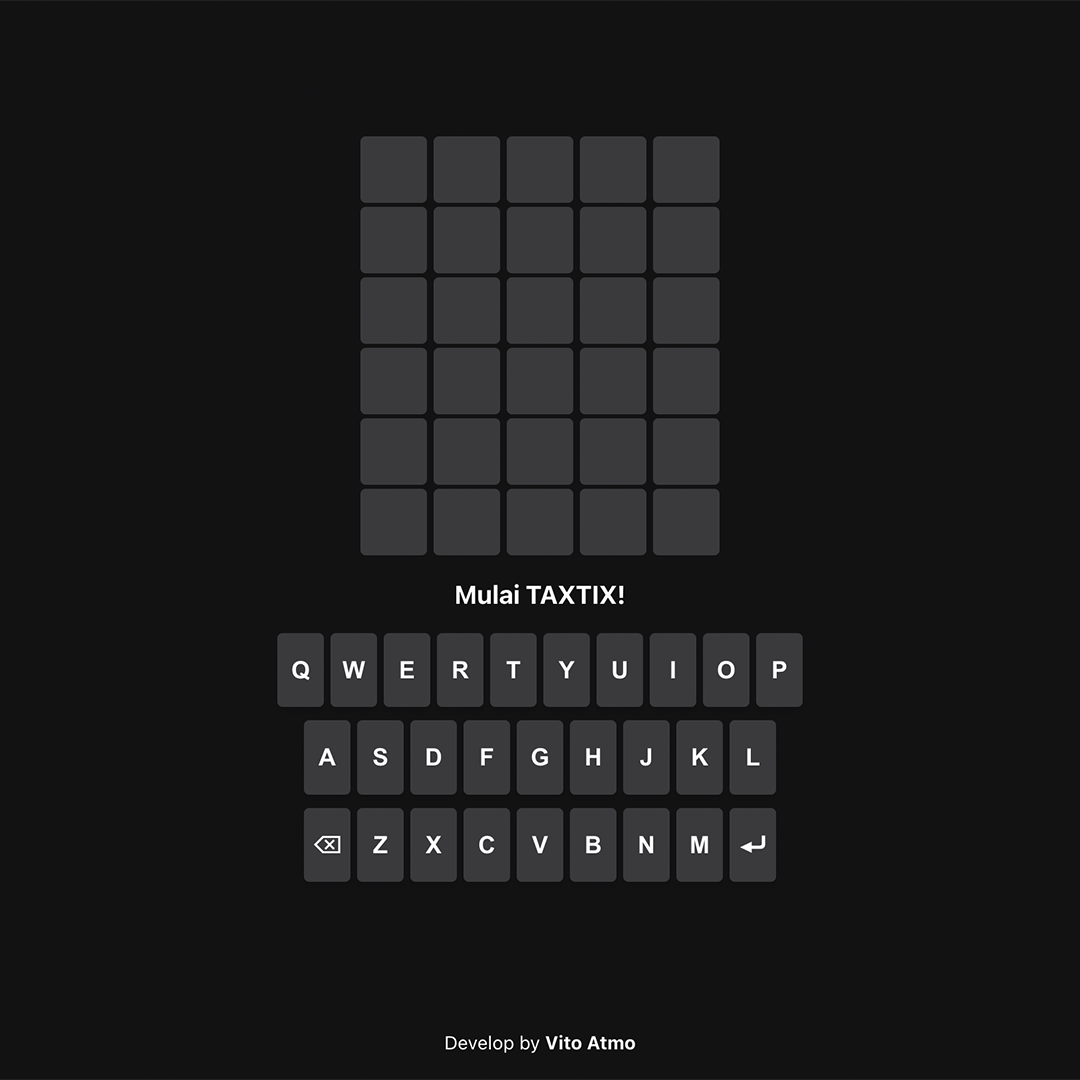 Mulai TAXTIX!
Q W E R T Y U I O P
A S D F G H J K L
Z X C V B N M
Develop by Vito Atmo